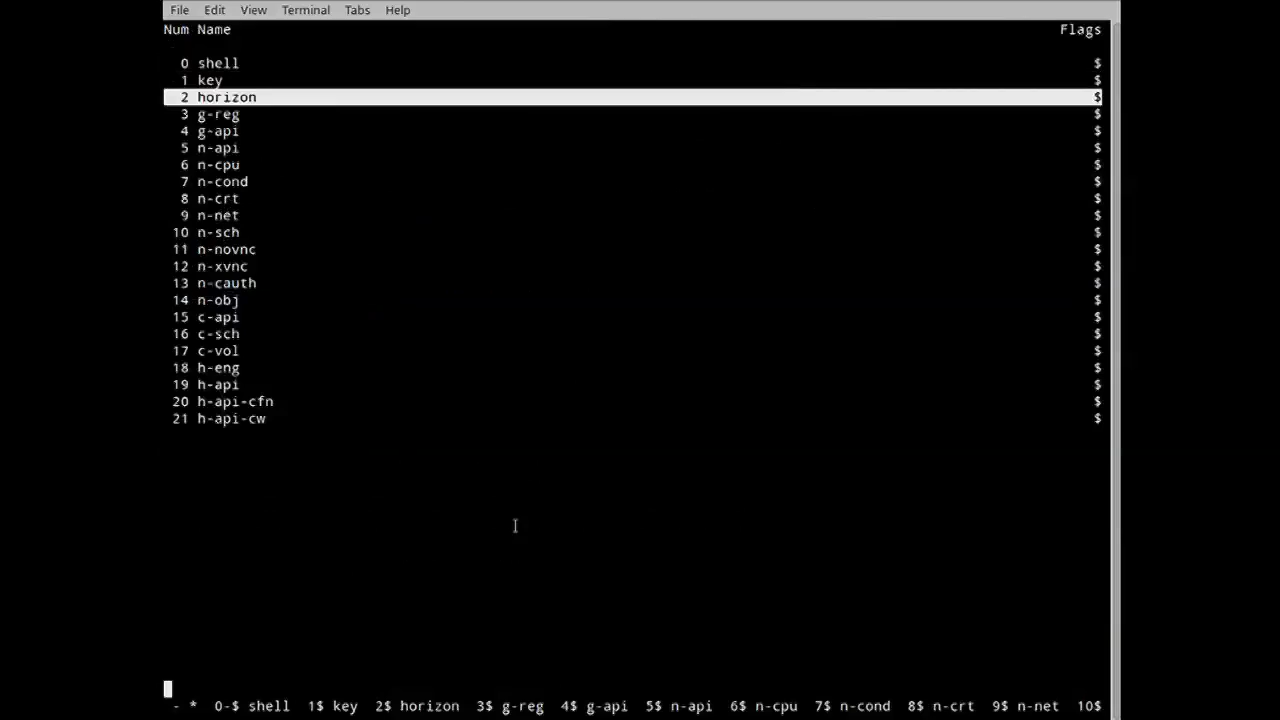 File Edit View Terminal Tabs Help
Num Name Flags
0 shell $
1 key $
2 horizon $
3 g-reg $
4 g-api $
5 n-api $
6 n-cpu $
7 n-cond $
8 n-crt $
9 n-net $
10 n-sch $
11 n-novnc $
12 n-xvnc $
13 n-cauth $
14 n-obj $
15 c-api $
16 c-sch $
17 c-vol $
18 h-eng $
19 h-api $
20 h-api-cfn $
21 h-api-cw $
- * 0-$ shell 1$ key 2$ horizon 3$ g-reg 4$ g-api 5$ n-api 6$ n-cpu 7$ n-cond 8$ n-crt 9$ n-net 10$